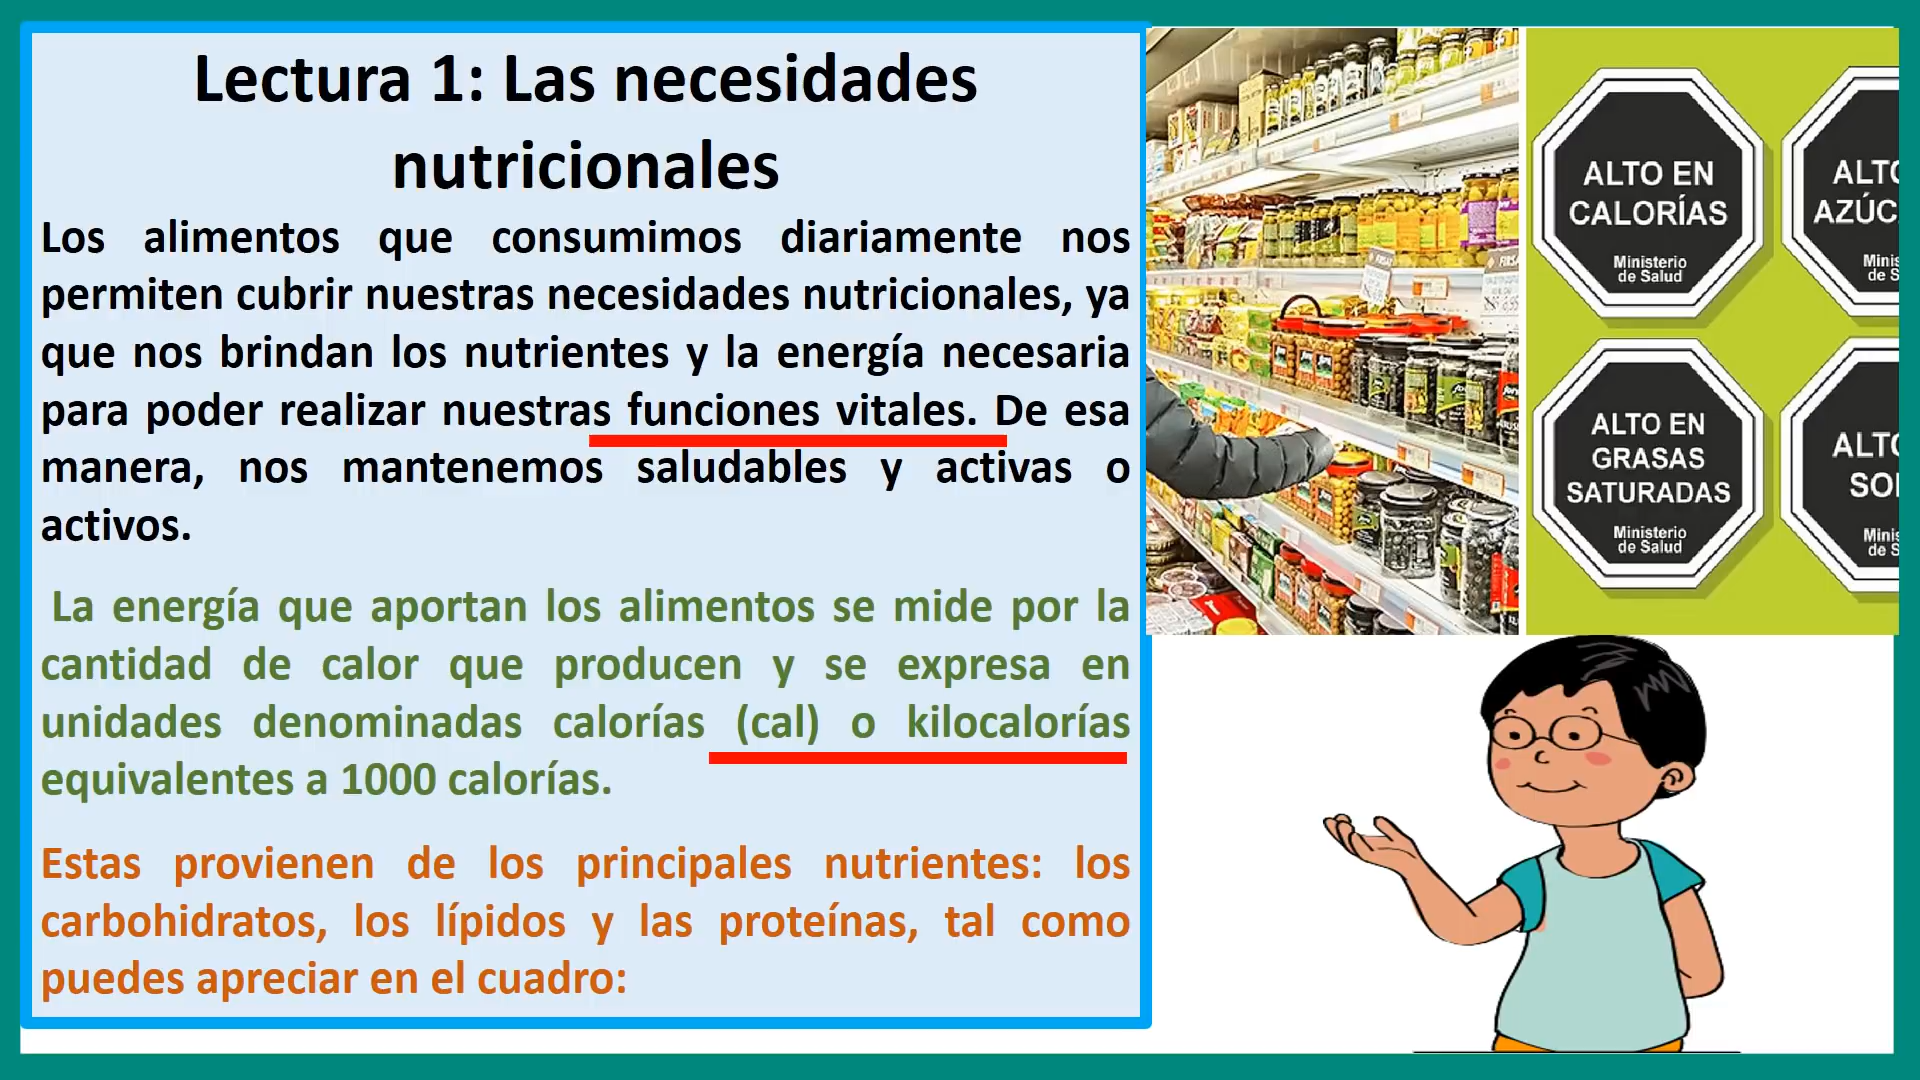 Lectura 1: Las necesidades
nutricionales
Los alimentos que consumimos diariamente nos
permiten cubrir nuestras necesidades nutricionales, ya
que nos brindan los nutrientes y la energía necesaria
para poder realizar nuestras funciones vitales. De esa
manera, nos mantenemos saludables y activas o
activos.
La energía que aportan los alimentos se mide por la
cantidad de calor que producen y se expresa en
unidades denominadas calorías (cal) o kilocalorías
equivalentes a 1000 calorías.
Estas provienen de los principales nutrientes: los
carbohidratos, los lípidos y las proteínas, tal como
puedes apreciar en el cuadro:
ALTO EN
CALORÍAS
Ministerio
de Salud
ALTO EN
GRASAS
SATURADAS
Ministerio
de Salud